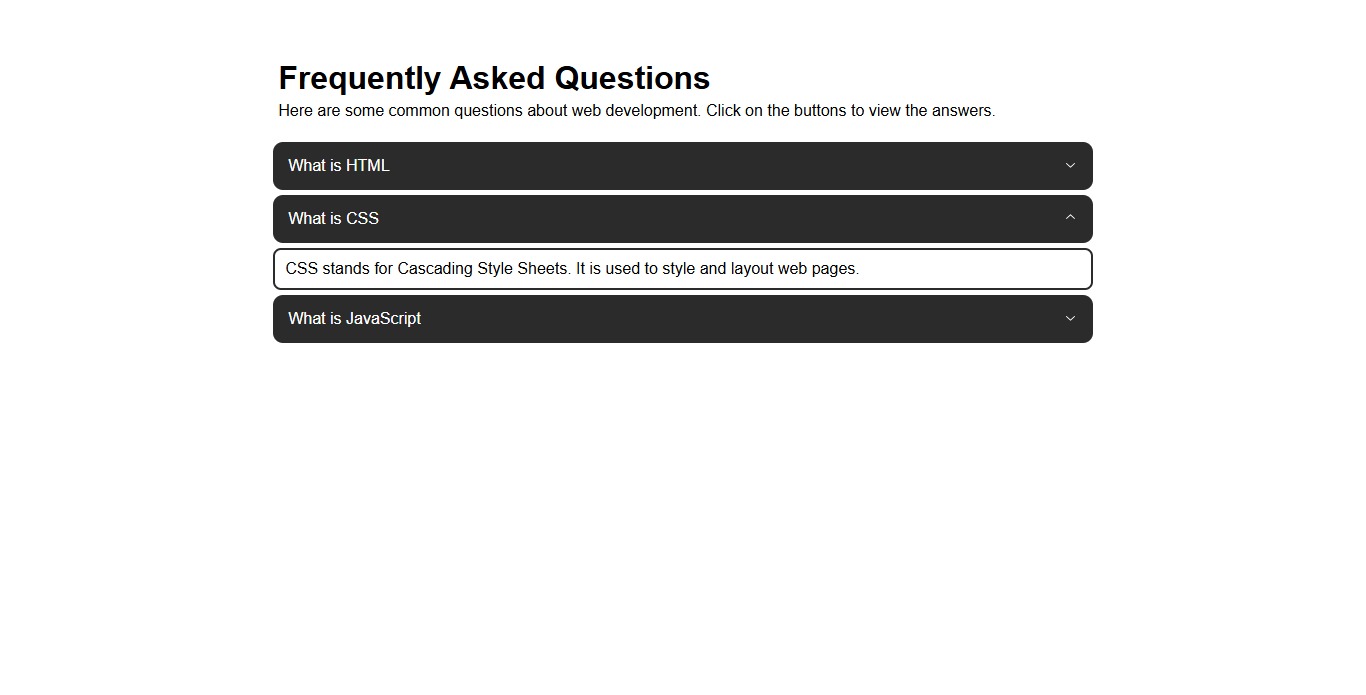 Frequently Asked Questions
Here are some common questions about web development. Click on the buttons to view the answers.
What is HTML
What is CSS
CSS stands for Cascading Style Sheets. It is used to style and layout web pages.
What is JavaScript